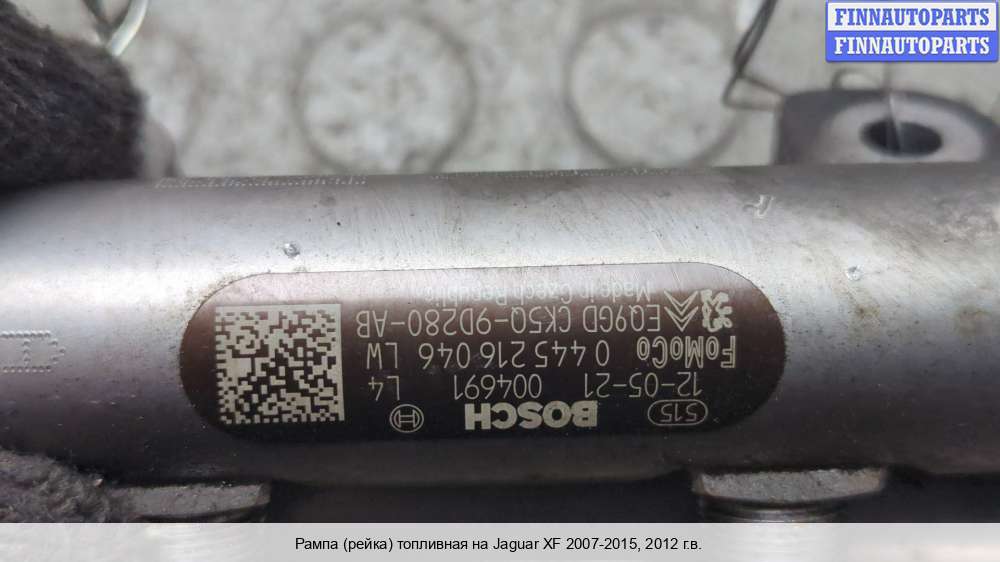 FINNAUTOPARTS
FINNAUTOPARTS
S15 BOSCH
12-05-21 004691 L4
FoMoCo 0 445 216 046 LW
EQ9GD CK5Q-9D280-AB
Made in Czech Republic
Рампа (рейка) топливная на Jaguar XF 2007-2015, 2012 г.в.